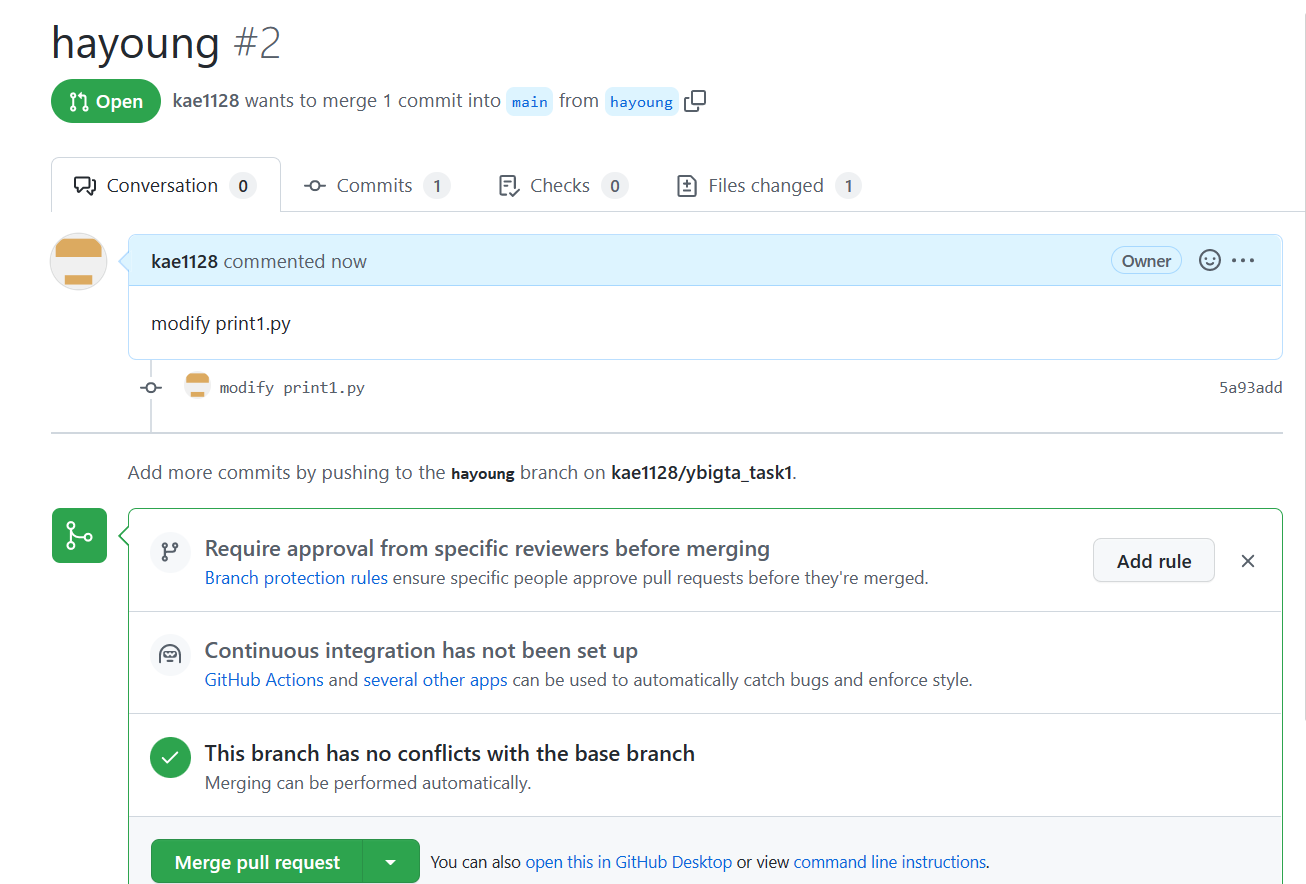 hayoung #2
Open kae1128 wants to merge 1 commit into main from hayoung
Conversation 0 Commits 1 Checks 0 Files changed 1
kae1128 commented now Owner
modify print1.py
modify print1.py 5a93add
Add more commits by pushing to the hayoung branch on kae1128/ybigta_task1.
Require approval from specific reviewers before merging
Branch protection rules ensure specific people approve pull requests before they're merged.
Add rule
Continuous integration has not been set up
GitHub Actions and several other apps can be used to automatically catch bugs and enforce style.
This branch has no conflicts with the base branch
Merging can be performed automatically.
Merge pull request You can also open this in GitHub Desktop or view command line instructions.